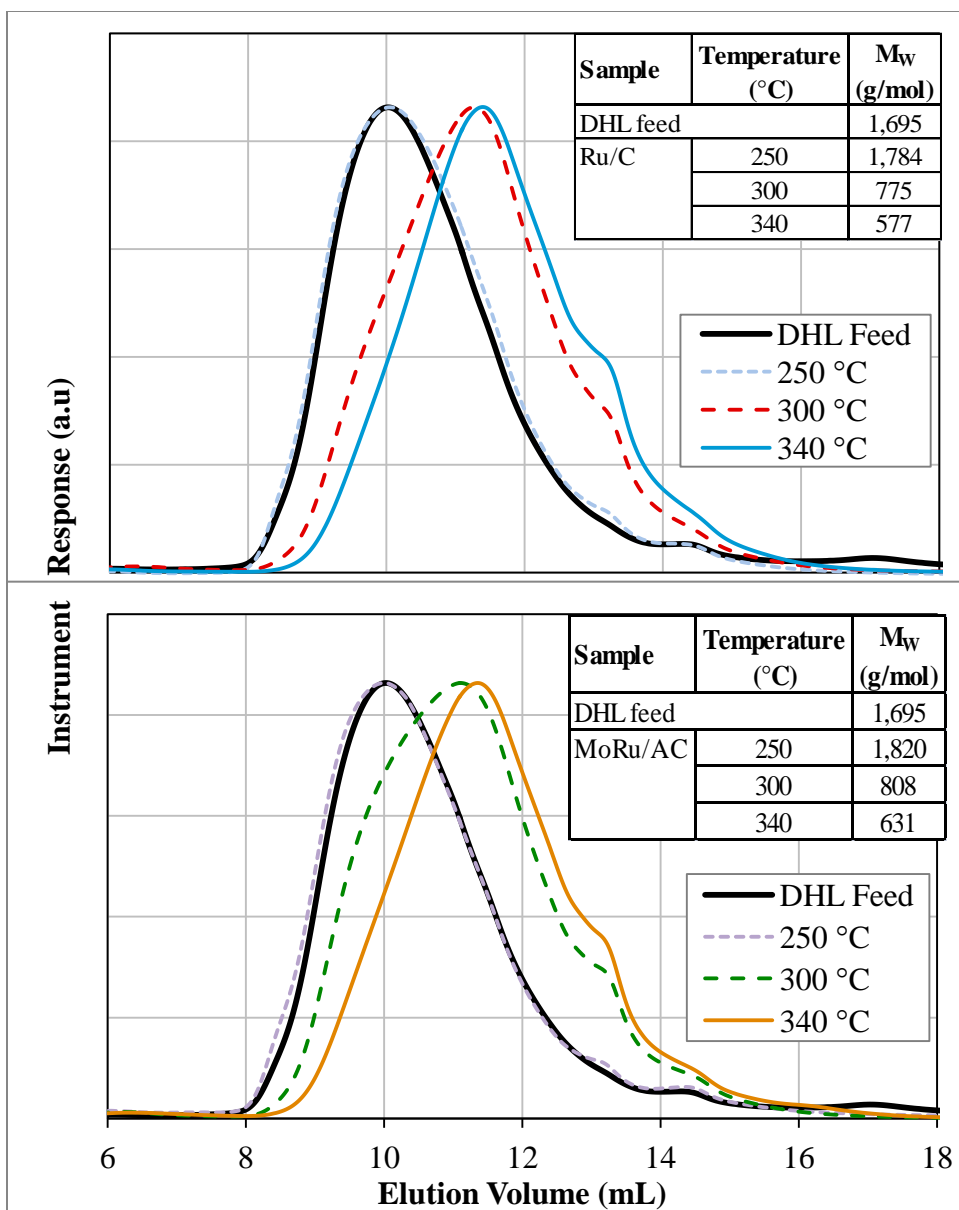 Sample Temperature (°C) M_W (g/mol)
DHL feed 1,695
Ru/C 250 1,784
300 775
340 577
DHL Feed
250 °C
300 °C
340 °C
Instrument Response (a.u)
Sample Temperature (°C) M_W (g/mol)
DHL feed 1,695
MoRu/AC 250 1,820
300 808
340 631
DHL Feed
250 °C
300 °C
340 °C
6 8 10 12 14 16 18
Elution Volume (mL)